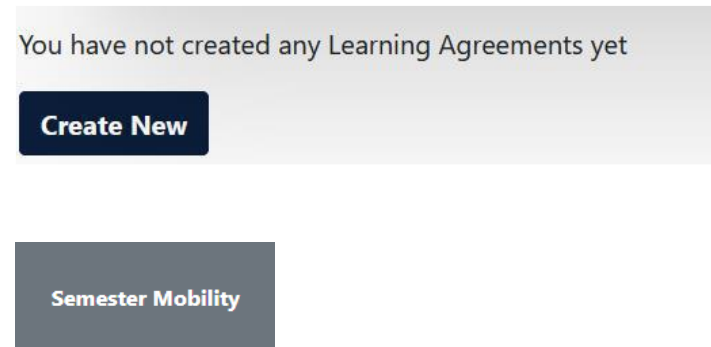 You have not created any Learning Agreements yet
Create New
Semester Mobility